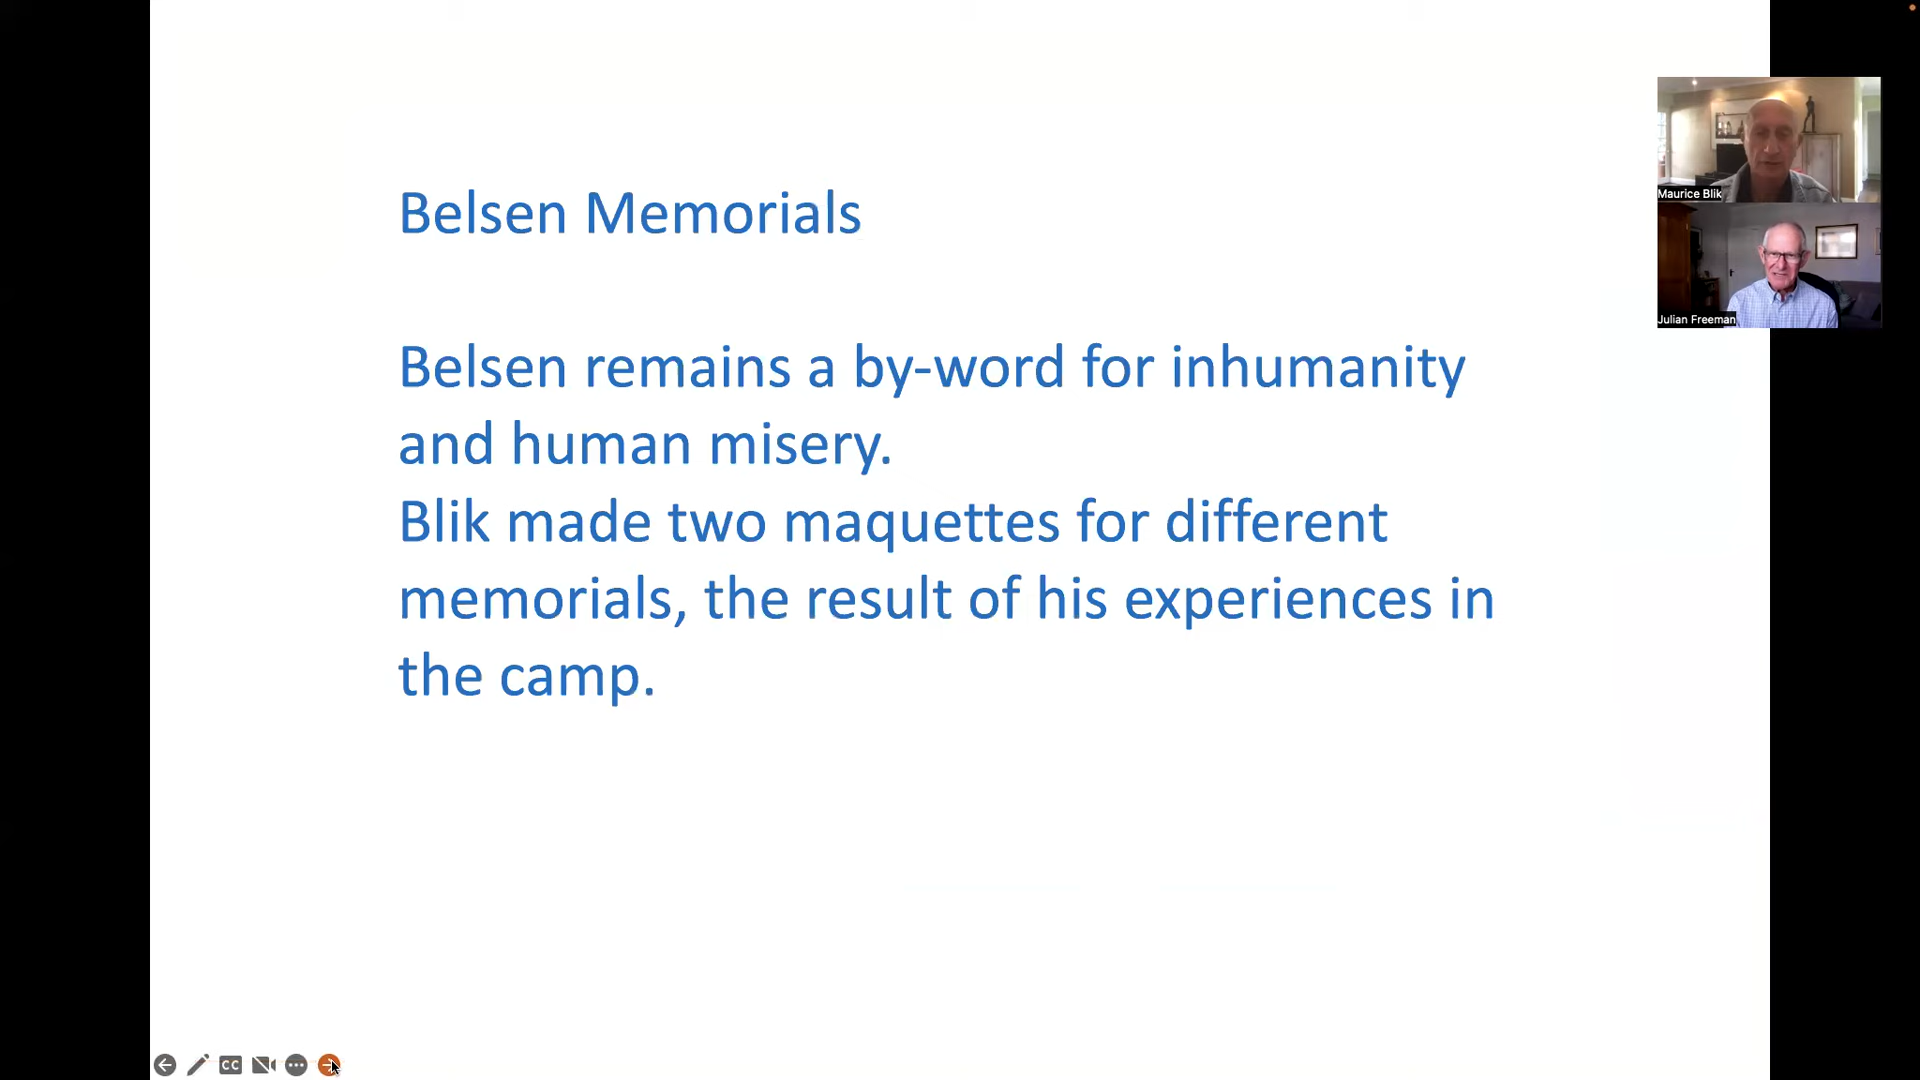 Belsen Memorials
Belsen remains a by-word for inhumanity
and human misery.
Blik made two maquettes for different
memorials, the result of his experiences in
the camp.
Maurice Blik
Julian Freeman
CC